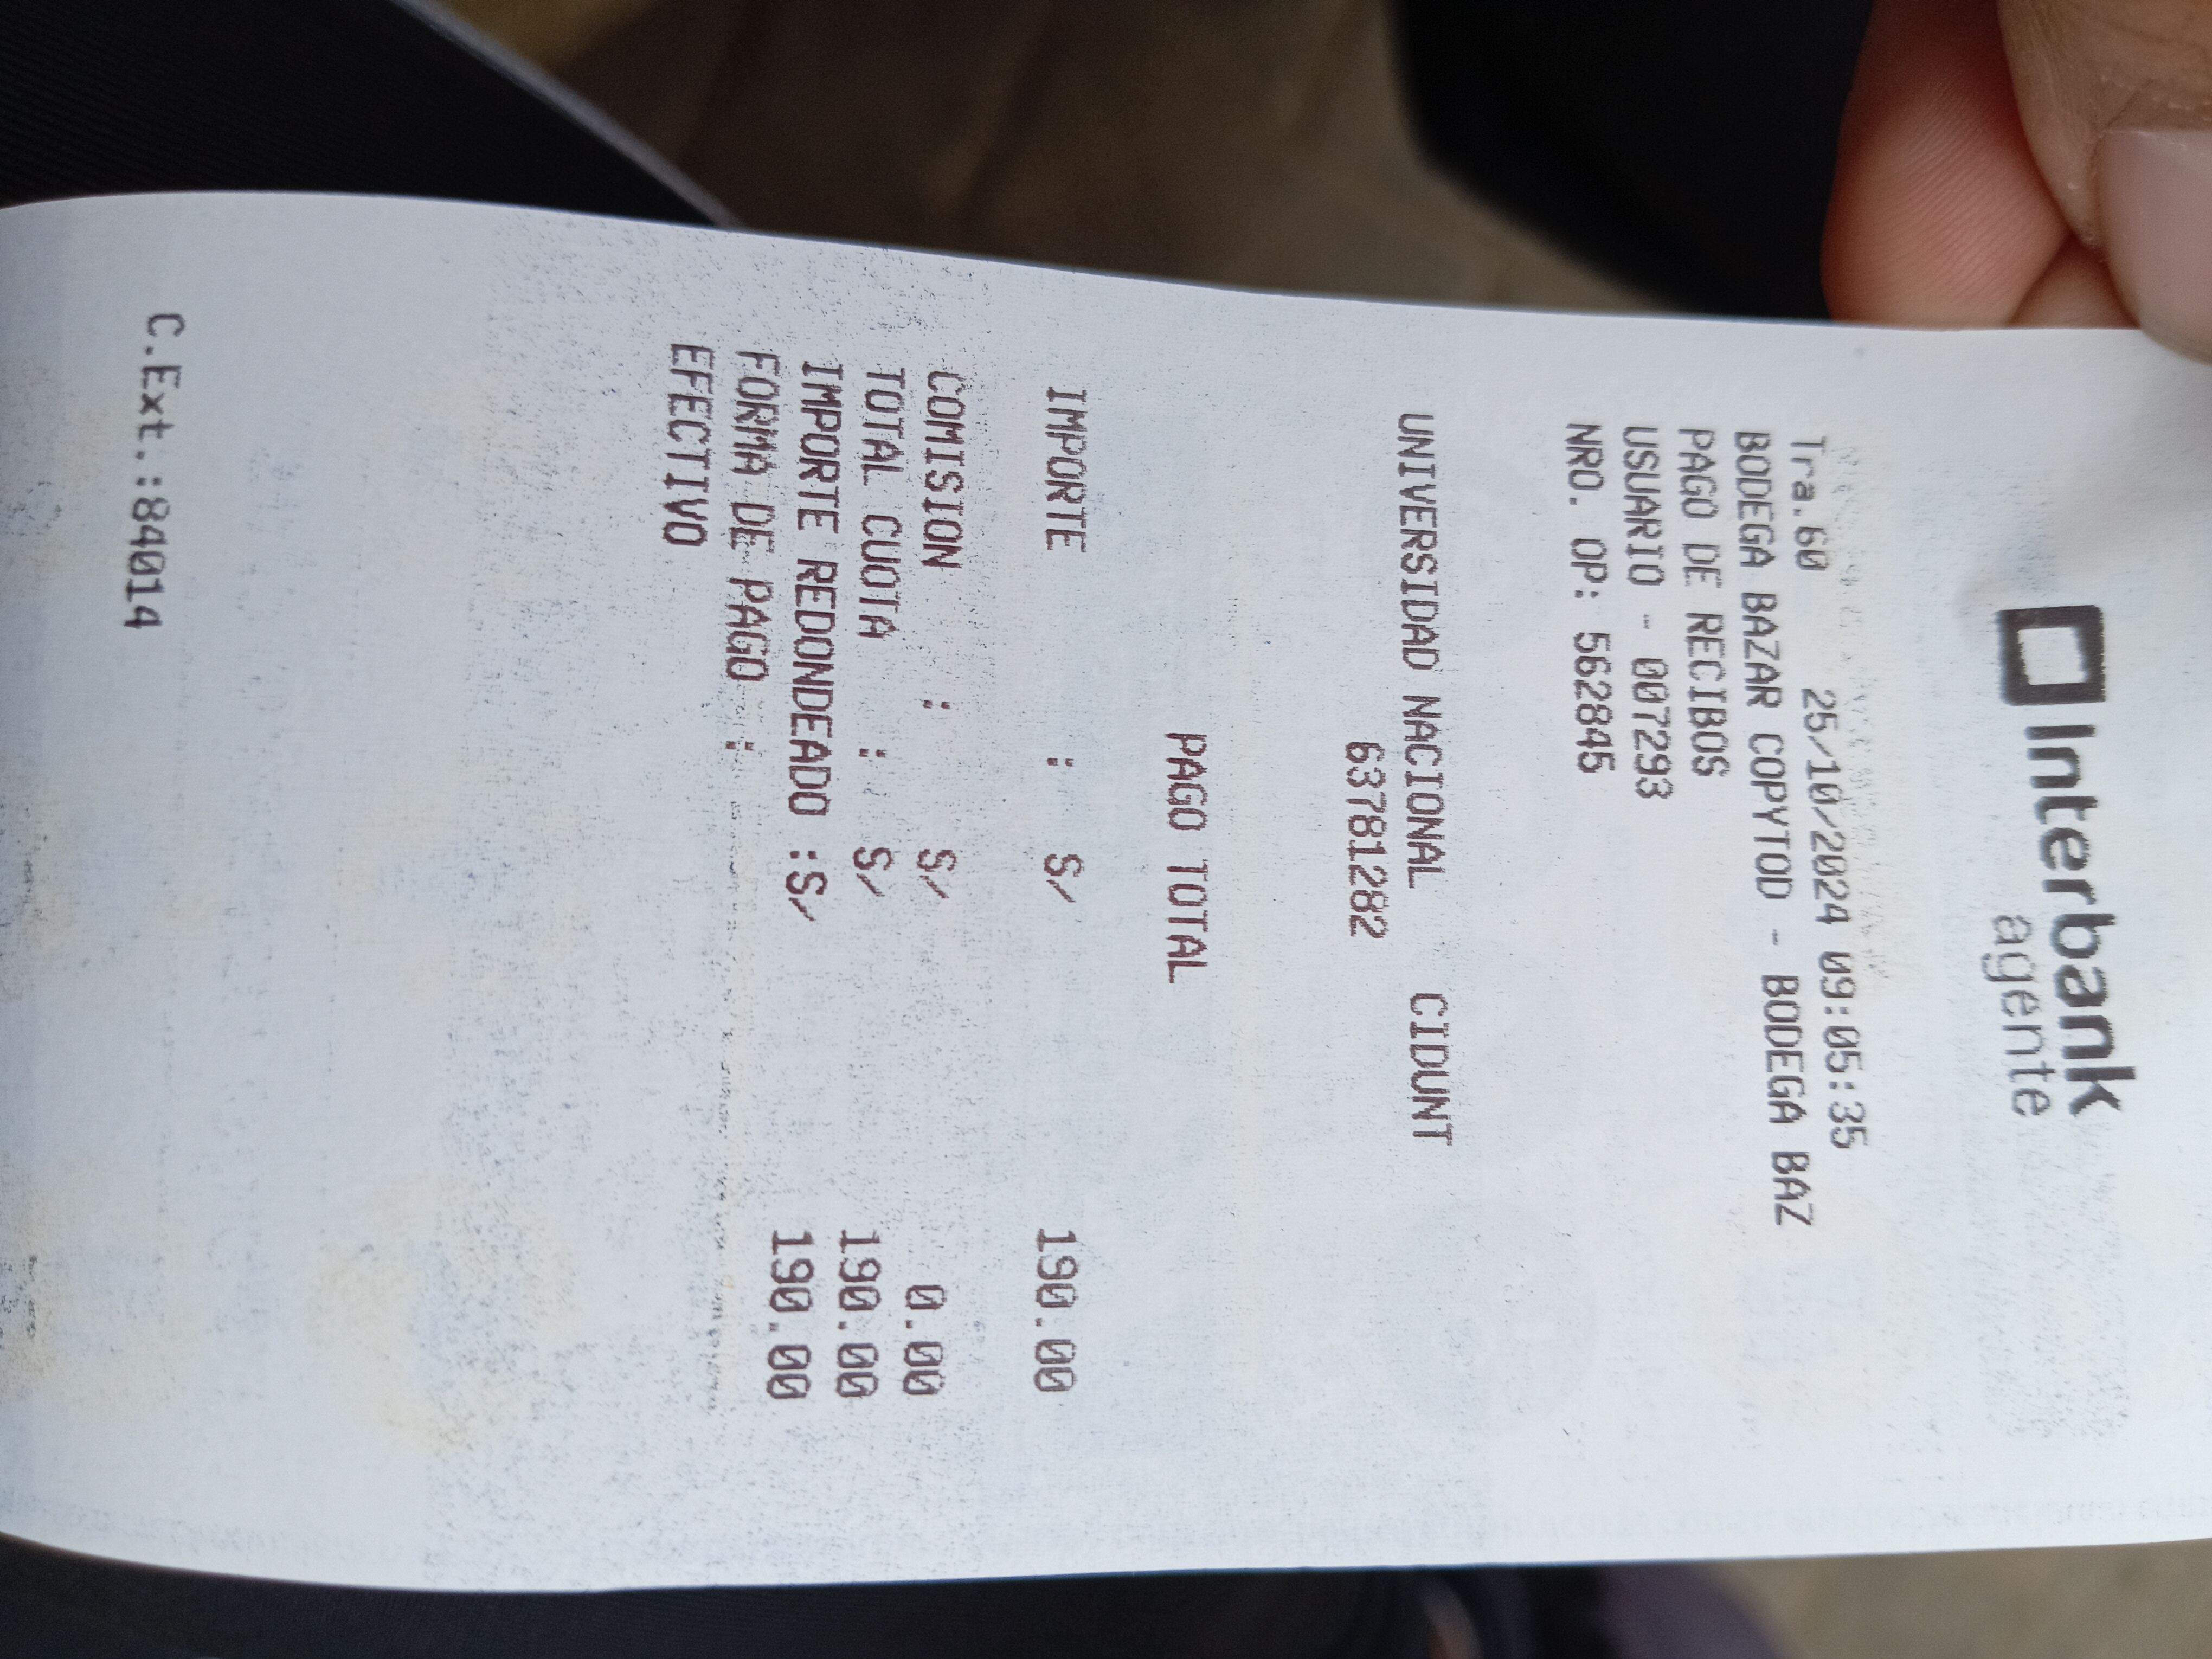 Interbank
agente
Tra.60 25/10/2024 09:05:35
BODEGA BAZAR COPYTOD - BODEGA BAZ
PAGO DE RECIBOS
USUARIO - 007293
NRO. OP: 562845
UNIVERSIDAD NACIONAL CIDUNT
63781282
PAGO TOTAL
IMPORTE : S/ 190.00
COMISION : S/ 0.00
TOTAL CUOTA : S/ 190.00
IMPORTE REDONDEADO :S/ 190.00
FORMA DE PAGO :
EFECTIVO
C.Ext.:84014